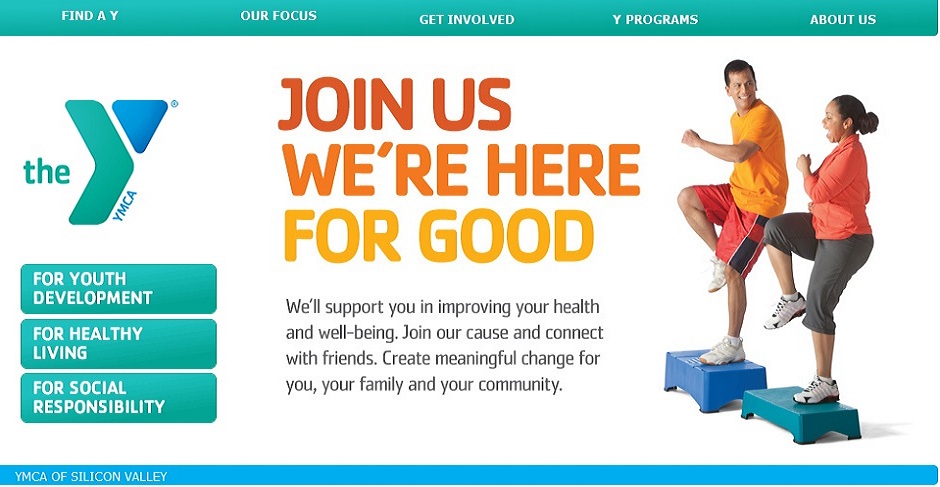 FIND A Y
OUR FOCUS
GET INVOLVED
Y PROGRAMS
ABOUT US
the
y®
YMCA
FOR YOUTH
DEVELOPMENT
FOR HEALTHY
LIVING
FOR SOCIAL
RESPONSIBILITY
JOIN US
WE'RE HERE
FOR GOOD
We'll support you in improving your health
and well-being. Join our cause and connect
with friends. Create meaningful change for
you, your family and your community.
YMCA OF SILICON VALLEY